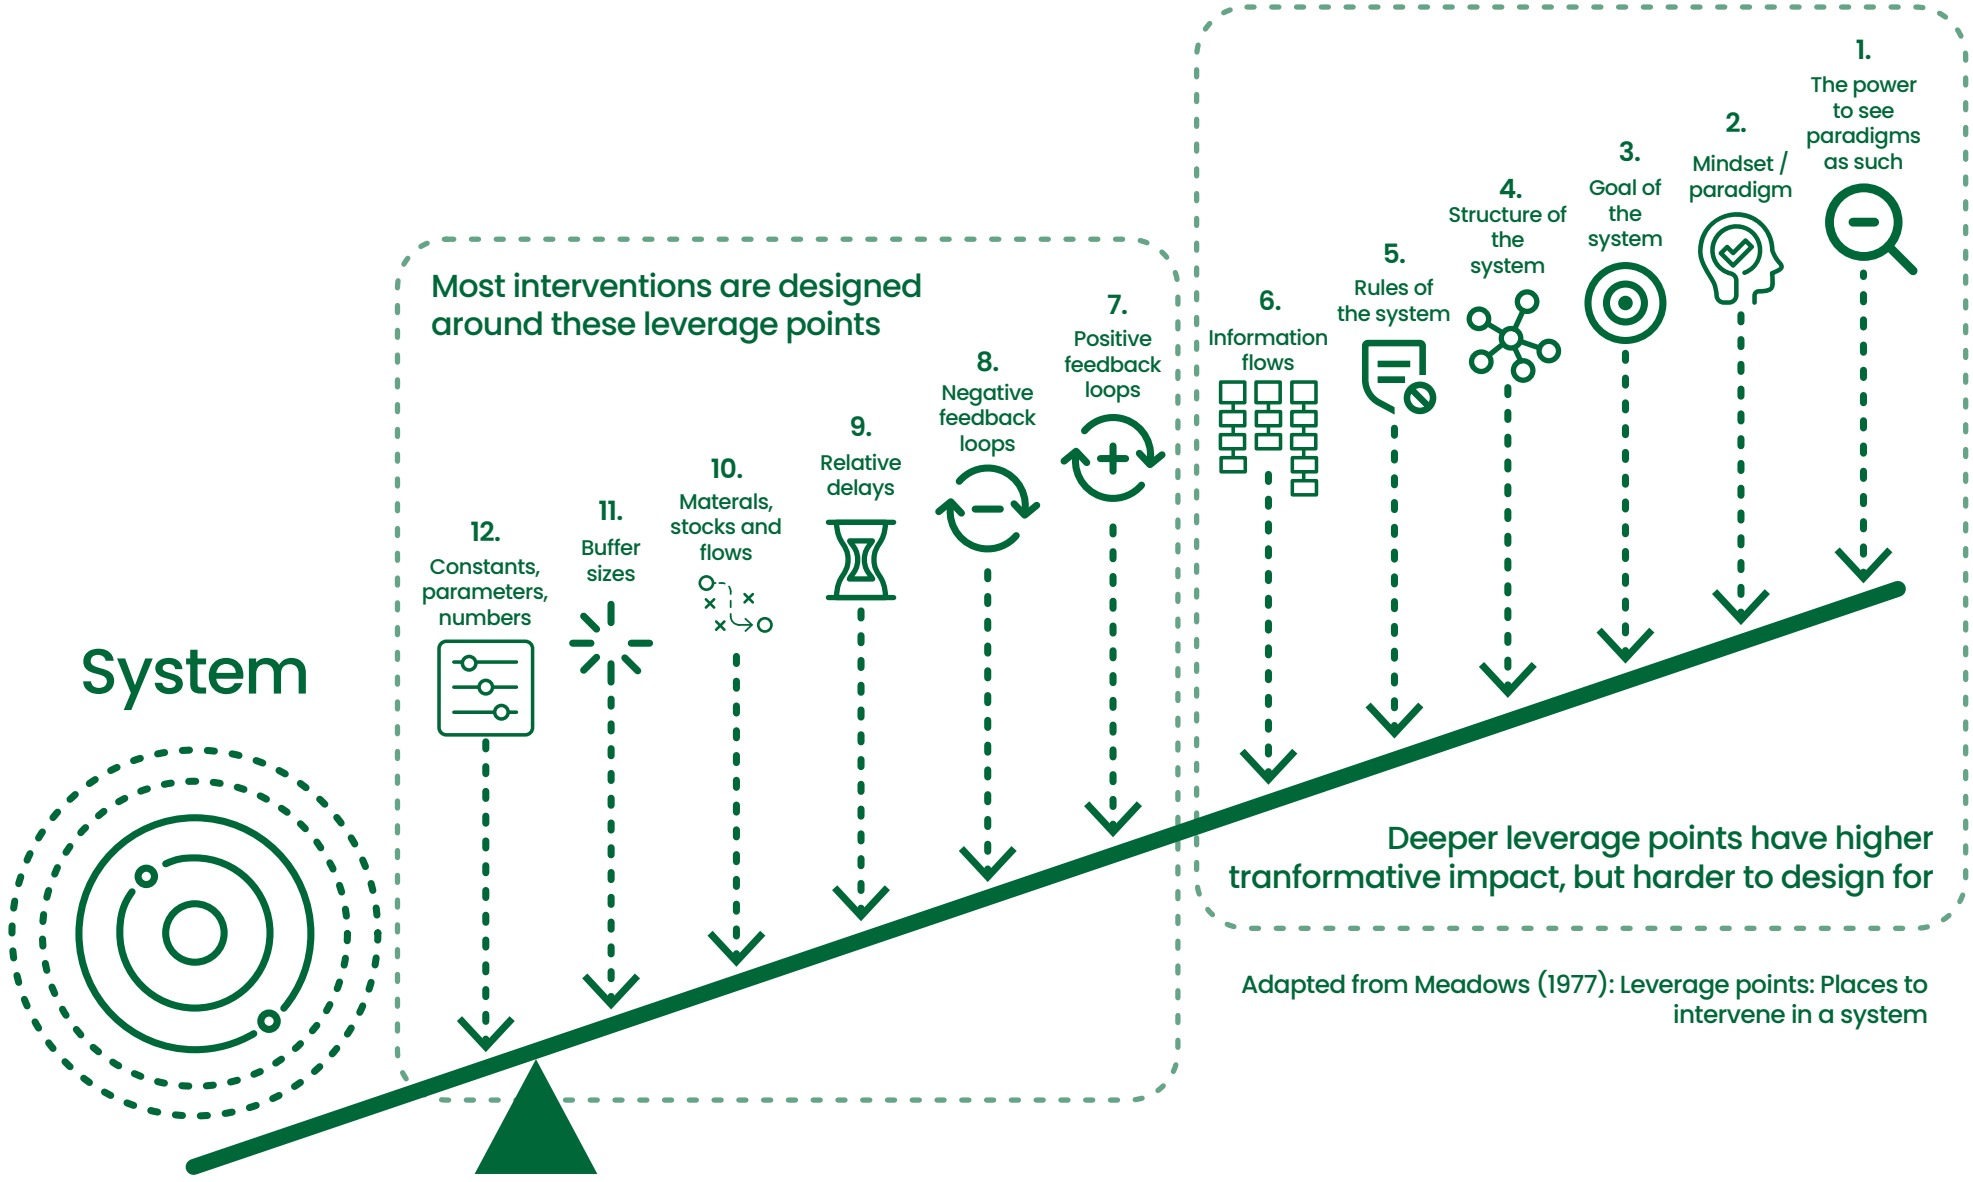 System
Most interventions are designed
around these leverage points
12.
Constants,
parameters,
numbers
11.
Buffer
sizes
10.
Materals,
stocks and
flows
9.
Relative
delays
8.
Negative
feedback
loops
7.
Positive
feedback
loops
6.
Information
flows
5.
Rules of
the system
4.
Structure of
the
system
3.
Goal of
the
system
2.
Mindset /
paradigm
1.
The power
to see
paradigms
as such
Deeper leverage points have higher
tranformative impact, but harder to design for
Adapted from Meadows (1977): Leverage points: Places to
intervene in a system